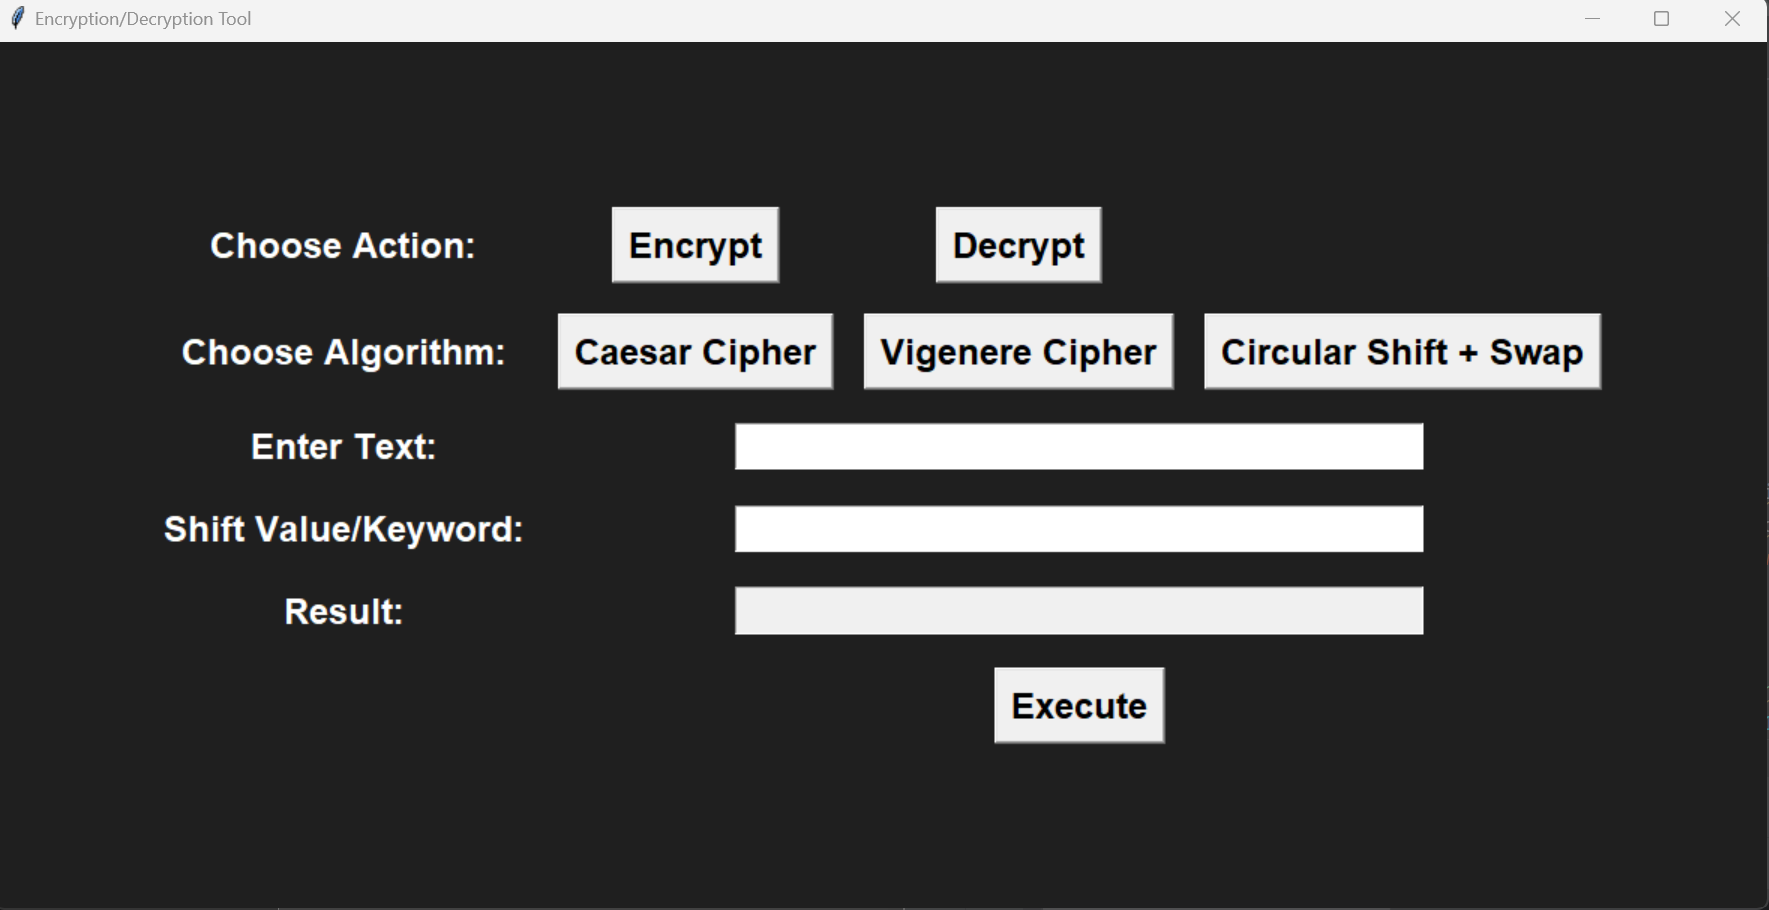 Encryption/Decryption Tool
Choose Action: Encrypt Decrypt
Choose Algorithm: Caesar Cipher Vigenere Cipher Circular Shift + Swap
Enter Text:
Shift Value/Keyword:
Result:
Execute